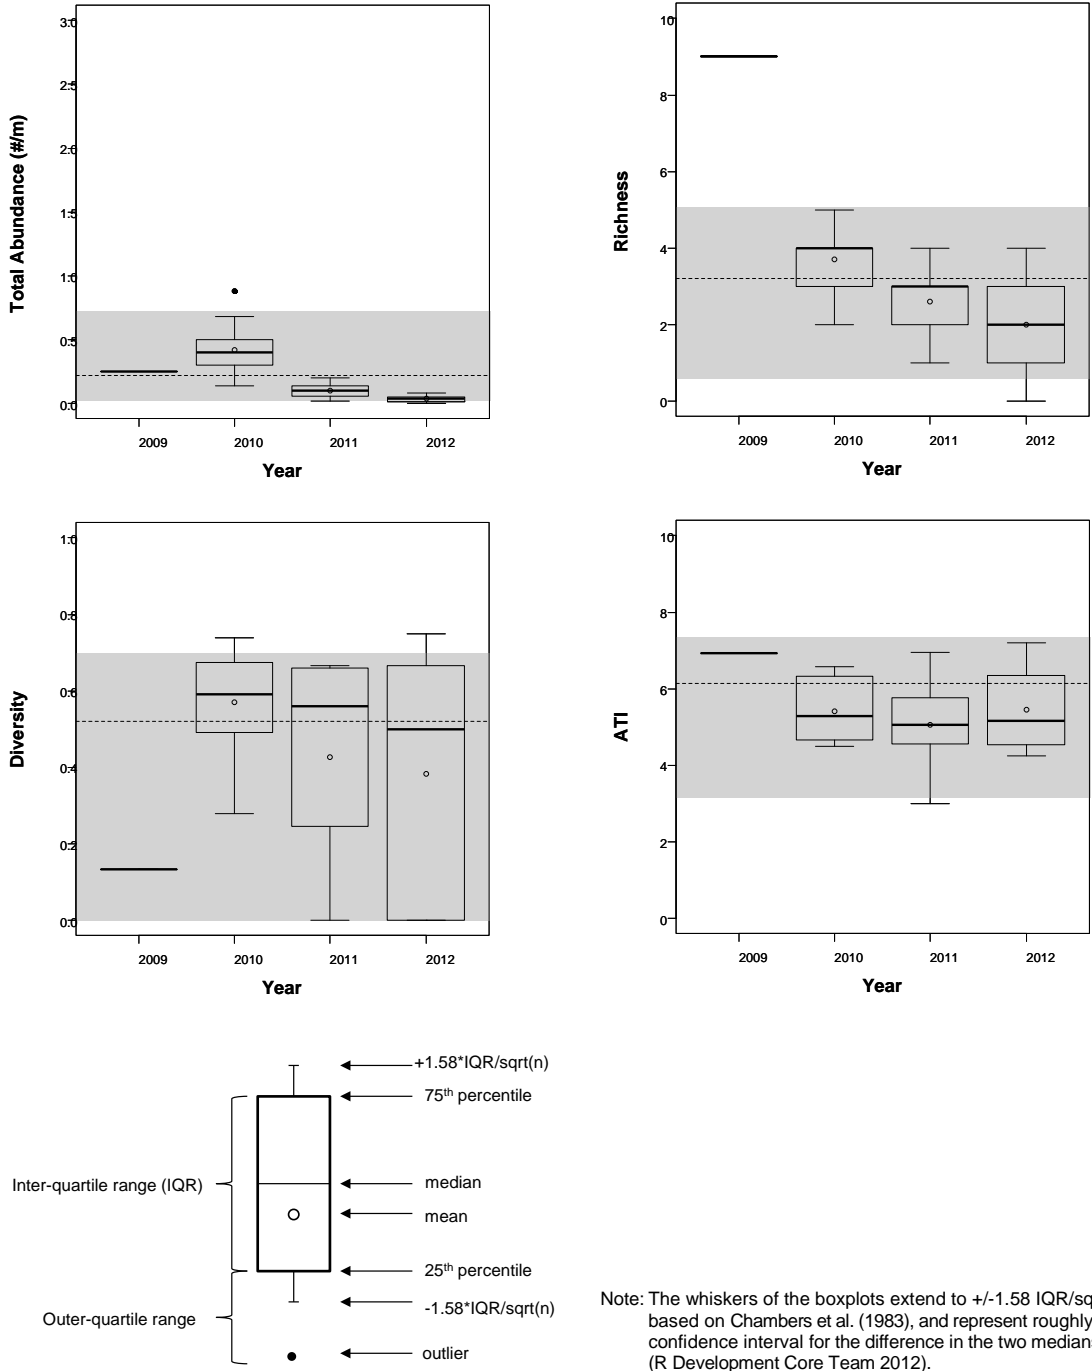 3.0
2.5
2.0
1.5
1.0
0.5
0.0
Total Abundance (#/m)
2009 2010 2011 2012
Year
10
8
6
4
2
0
Richness
2009 2010 2011 2012
Year
1.0
0.8
0.6
0.4
0.2
0.0
Diversity
2009 2010 2011 2012
Year
10
8
6
4
2
0
ATI
2009 2010 2011 2012
Year
+1.58*IQR/sqrt(n)
75th percentile
Inter-quartile range (IQR)
median
mean
25th percentile
-1.58*IQR/sqrt(n)
Outer-quartile range
outlier
Note: The whiskers of the boxplots extend to +/-1.58 IQR/sq
based on Chambers et al. (1983), and represent roughly
confidence interval for the difference in the two median
(R Development Core Team 2012).